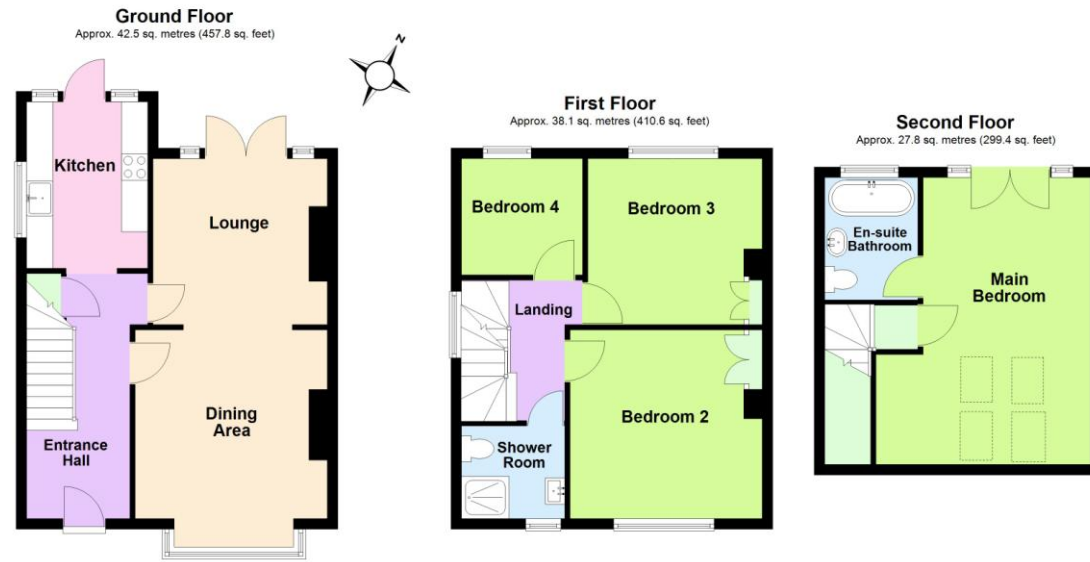 Ground Floor
Approx. 42.5 sq. metres (457.8 sq. feet)
N
Kitchen
Lounge
Dining
Area
Entrance
Hall
First Floor
Approx. 38.1 sq. metres (410.6 sq. feet)
Bedroom 4
Bedroom 3
Landing
Bedroom 2
Shower
Room
Second Floor
Approx. 27.8 sq. metres (299.4 sq. feet)
En-suite
Bathroom
Main
Bedroom